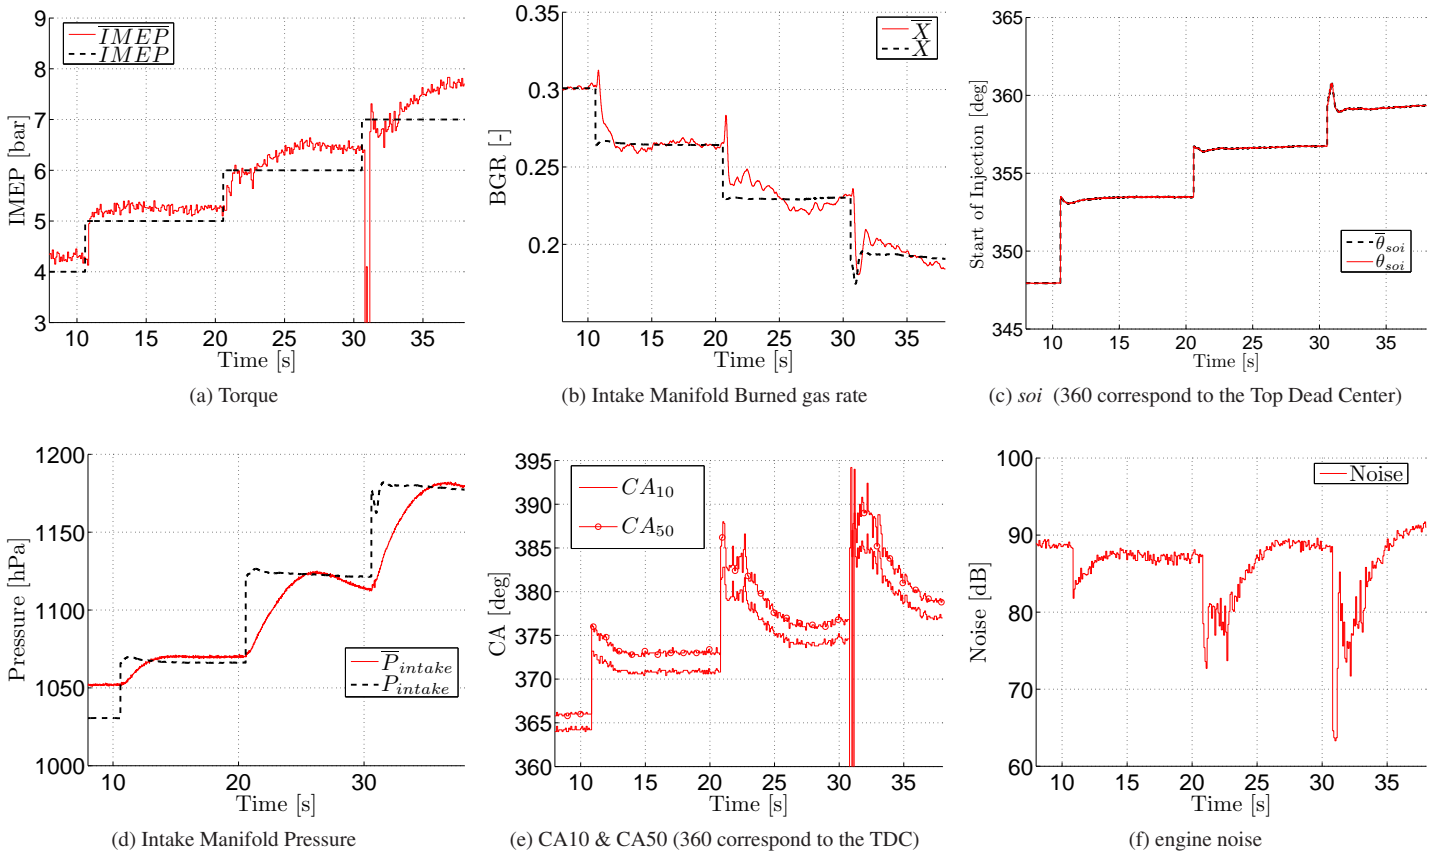 9
8
7
6
5
4
3
IMEP [bar]
10 15 20 25 30 35
Time [s]
I̅M̅E̅P̅
IMEP
(a) Torque
0.35
0.3
0.25
0.2
BGR [-]
10 15 20 25 30 35
Time [s]
X̅
X
(b) Intake Manifold Burned gas rate
365
360
355
350
345
Start of Injection [deg]
10 15 20 25 30 35
Time [s]
θ̅soi
θsoi
(c) soi (360 correspond to the Top Dead Center)
1200
1150
1100
1050
1000
Pressure [hPa]
10 20 30
Time [s]
P̅intake
Pintake
(d) Intake Manifold Pressure
395
390
385
380
375
370
365
360
CA [deg]
10 15 20 25 30 35
Time [s]
CA10
CA50
(e) CA10 & CA50 (360 correspond to the TDC)
100
90
80
70
60
Noise [dB]
10 15 20 25 30 35
Time [s]
Noise
(f) engine noise